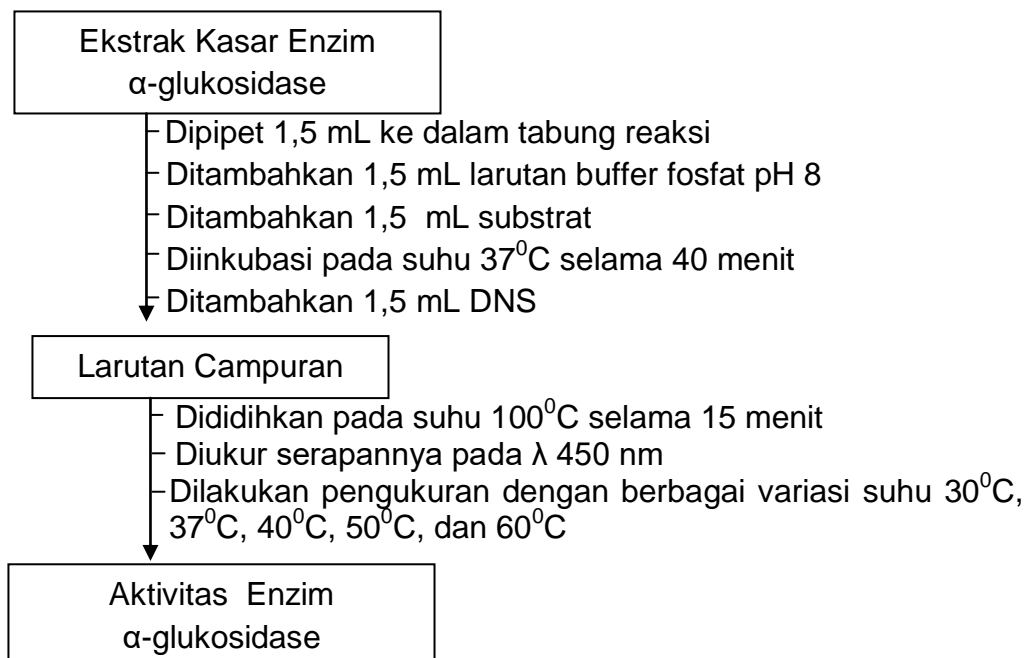 Ekstrak Kasar Enzim
α-glukosidase
Dipipet 1,5 mL ke dalam tabung reaksi
Ditambahkan 1,5 mL larutan buffer fosfat pH 8
Ditambahkan 1,5 mL substrat
Diinkubasi pada suhu 37⁰C selama 40 menit
Ditambahkan 1,5 mL DNS
Larutan Campuran
Dididihkan pada suhu 100⁰C selama 15 menit
Diukur serapannya pada λ 450 nm
Dilakukan pengukuran dengan berbagai variasi suhu 30⁰C,
37⁰C, 40⁰C, 50⁰C, dan 60⁰C
Aktivitas Enzim
α-glukosidase